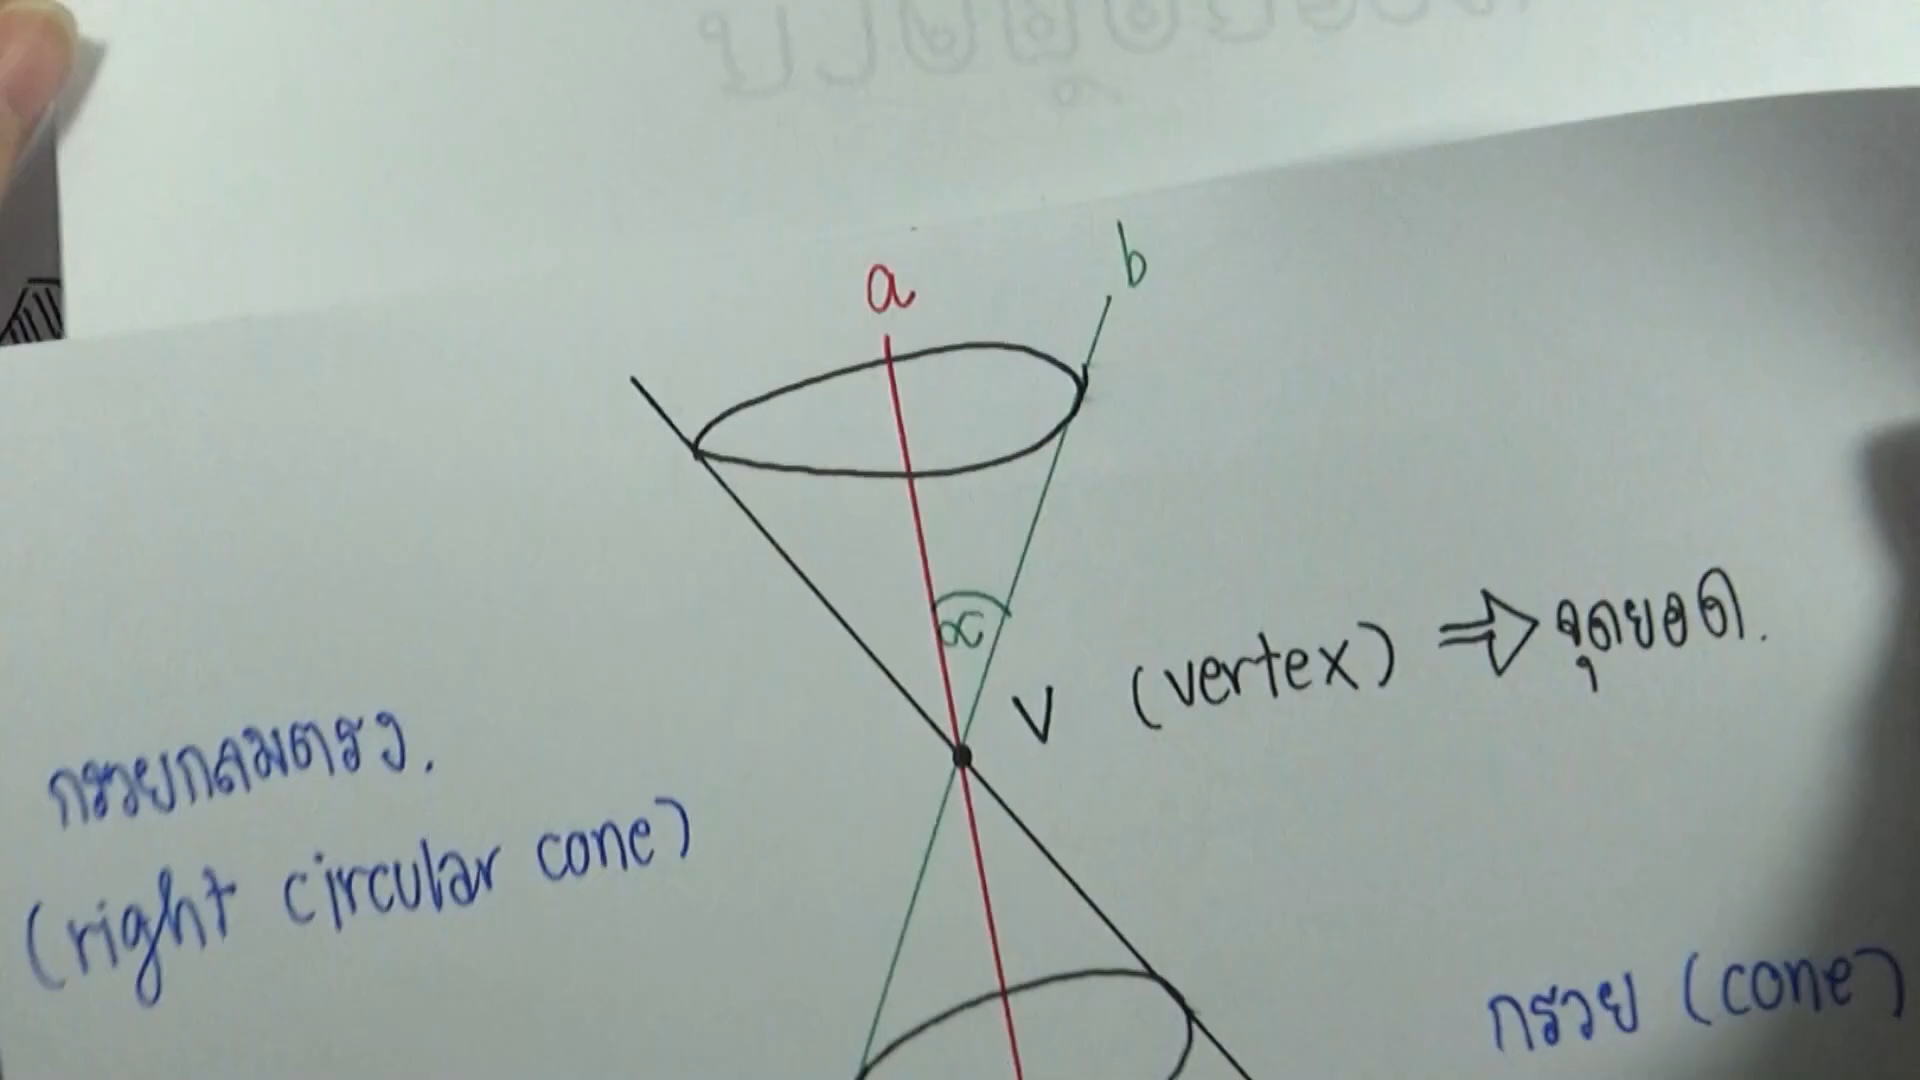 a
b
α
V (vertex) ⇒ จุดยอด.
กรวยกลมตรง.
(right circular cone)
กรวย (cone)